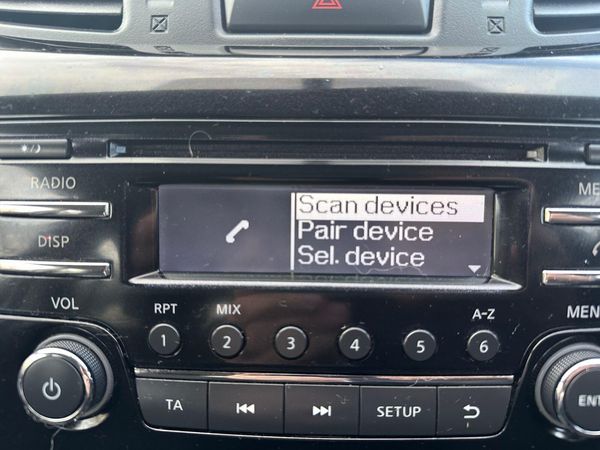 RADIO
DISP
VOL
Scan devices
Pair device
Sel. device
RPT
MIX
A-Z
1
2
3
4
5
6
TA
SETUP